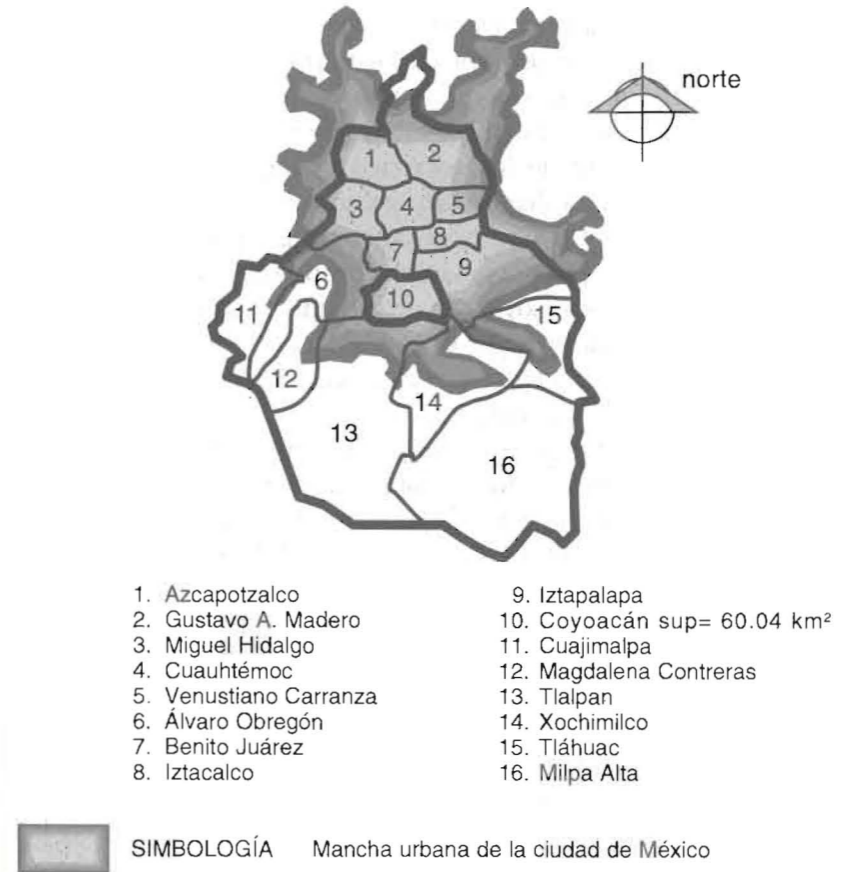 norte
1
2
3
4
5
8
7
9
6
10
11
15
12
14
13
16
1. Azcapotzalco
2. Gustavo A. Madero
3. Miguel Hidalgo
4. Cuauhtémoc
5. Venustiano Carranza
6. Álvaro Obregón
7. Benito Juárez
8. Iztacalco
9. Iztapalapa
10. Coyoacán sup= 60.04 km²
11. Cuajimalpa
12. Magdalena Contreras
13. Tlalpan
14. Xochimilco
15. Tláhuac
16. Milpa Alta
SIMBOLOGÍA Mancha urbana de la ciudad de México